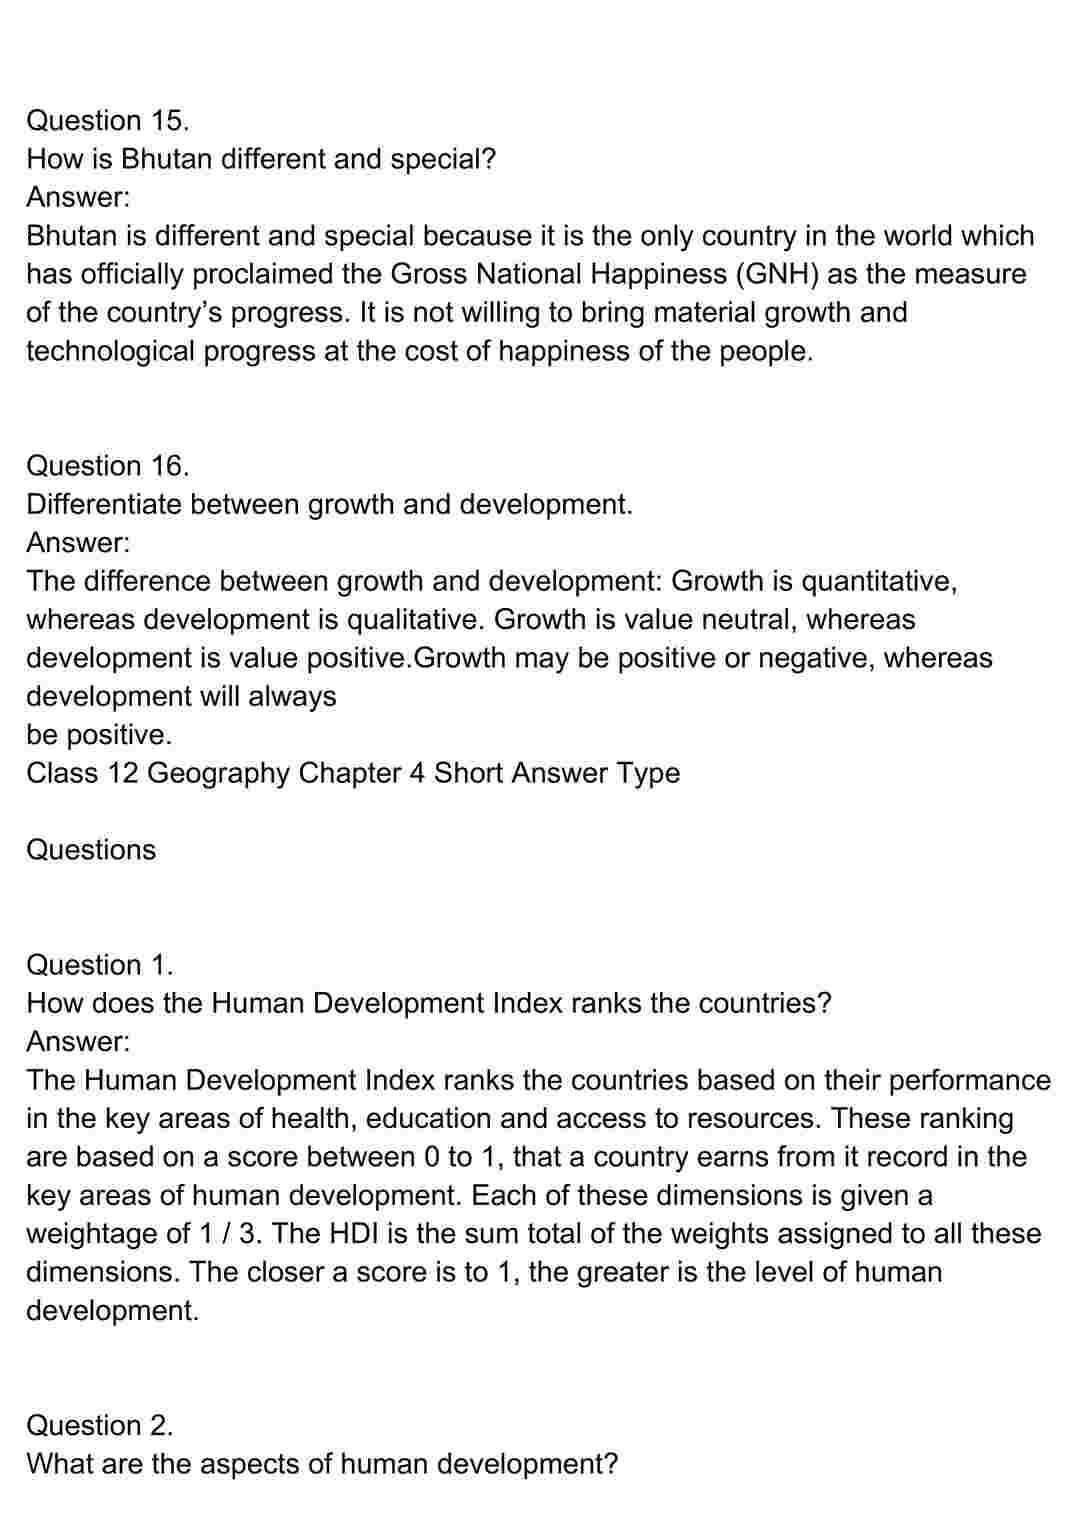 Question 15.
How is Bhutan different and special?
Answer:
Bhutan is different and special because it is the only country in the world which
has officially proclaimed the Gross National Happiness (GNH) as the measure
of the country’s progress. It is not willing to bring material growth and
technological progress at the cost of happiness of the people.
Question 16.
Differentiate between growth and development.
Answer:
The difference between growth and development: Growth is quantitative,
whereas development is qualitative. Growth is value neutral, whereas
development is value positive.Growth may be positive or negative, whereas
development will always
be positive.
Class 12 Geography Chapter 4 Short Answer Type
Questions
Question 1.
How does the Human Development Index ranks the countries?
Answer:
The Human Development Index ranks the countries based on their performance
in the key areas of health, education and access to resources. These ranking
are based on a score between 0 to 1, that a country earns from it record in the
key areas of human development. Each of these dimensions is given a
weightage of 1 / 3. The HDI is the sum total of the weights assigned to all these
dimensions. The closer a score is to 1, the greater is the level of human
development.
Question 2.
What are the aspects of human development?